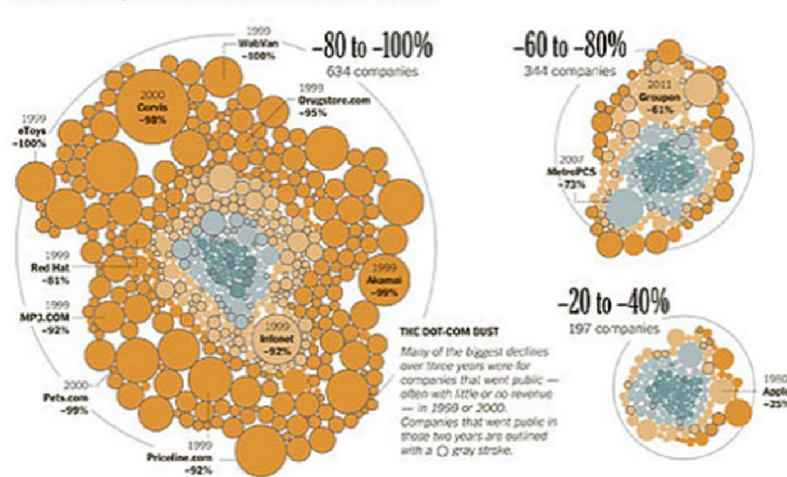 1999
WebVan
–100%
–80 to –100%
634 companies
2000
Corvis
–98%
1999
Drugstore.com
–95%
1999
eToys
–100%
1999
Red Hat
–81%
1999
MP3.COM
–92%
2000
Pets.com
–99%
1999
Priceline.com
–92%
1999
Infonet
–92%
1999
Akamai
–99%
THE DOT-COM BUST
Many of the biggest declines
over three years were for
companies that went public —
often with little or no revenue
— in 1999 or 2000.
Companies that went public in
those two years are outlined
with a gray stroke.
–60 to –80%
344 companies
2011
Groupon
–61%
2007
MetroPCS
–73%
–20 to –40%
197 companies
1980
Apple
–25%